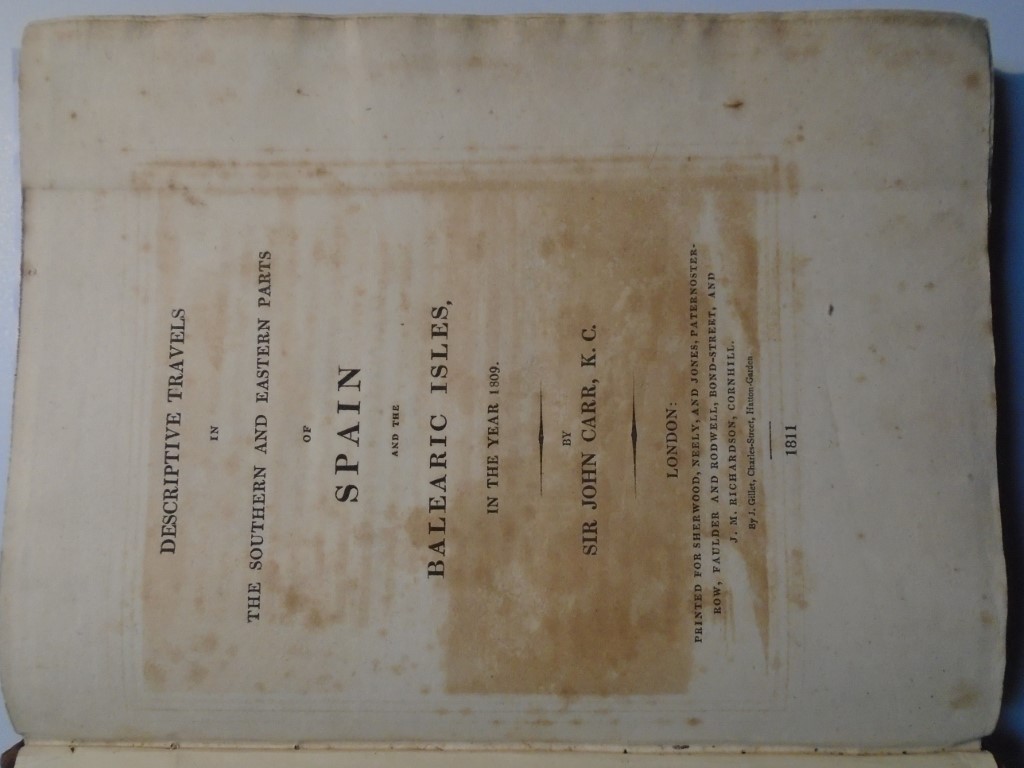 DESCRIPTIVE TRAVELS
IN
THE SOUTHERN AND EASTERN PARTS
OF
SPAIN
AND THE
BALEARIC ISLES,
IN THE YEAR 1809.
BY
SIR JOHN CARR, K. C.
LONDON:
PRINTED FOR SHERWOOD, NEELY, AND JONES, PATERNOSTER-
ROW, FAULDER AND RODWELL, BOND-STREET, AND
J. M. RICHARDSON, CORNHILL.
By J. Gillet, Charles-Street, Hatton-Garden
1811